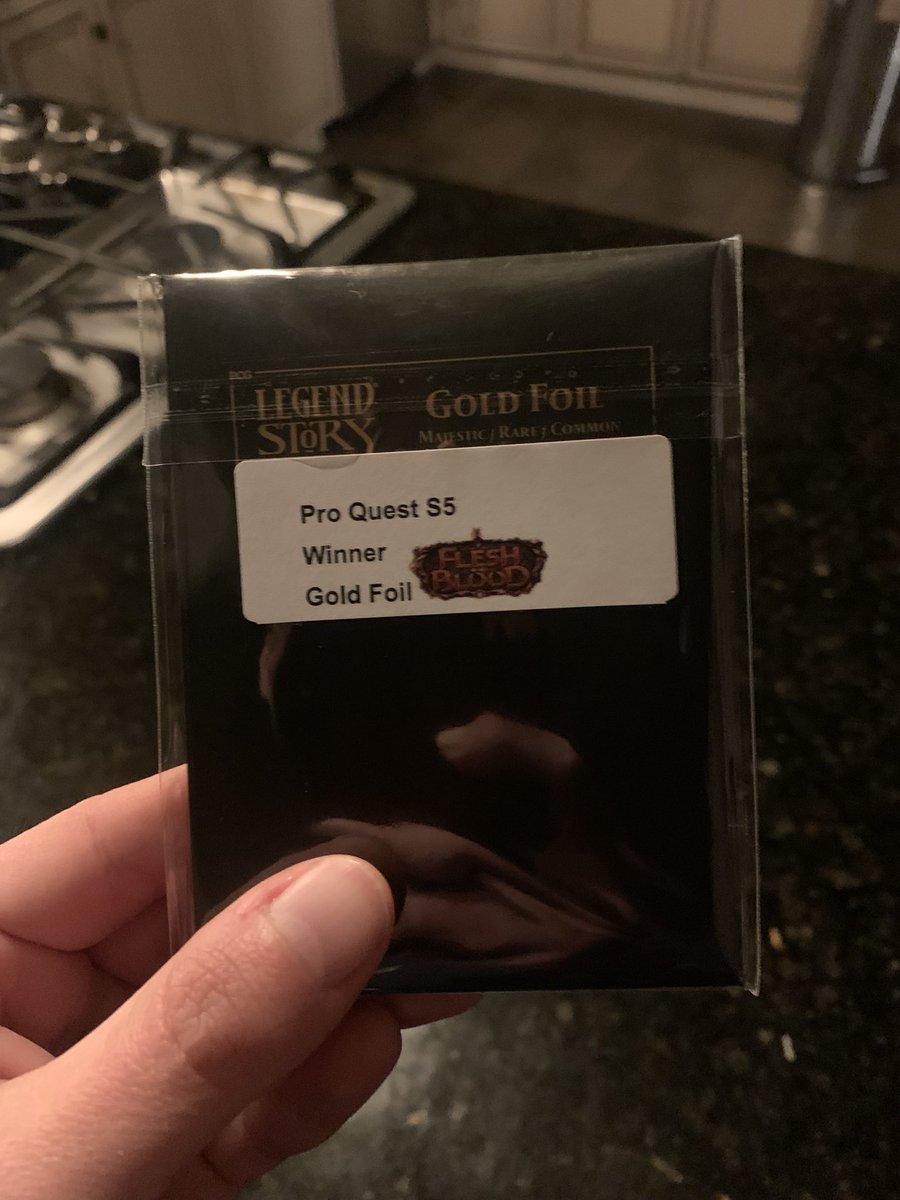 LEGEND
STORY
GOLD FOIL
MAJESTIC / RARE / COMMON
Pro Quest S5
Winner
Gold Foil
FLESH
BLOOD